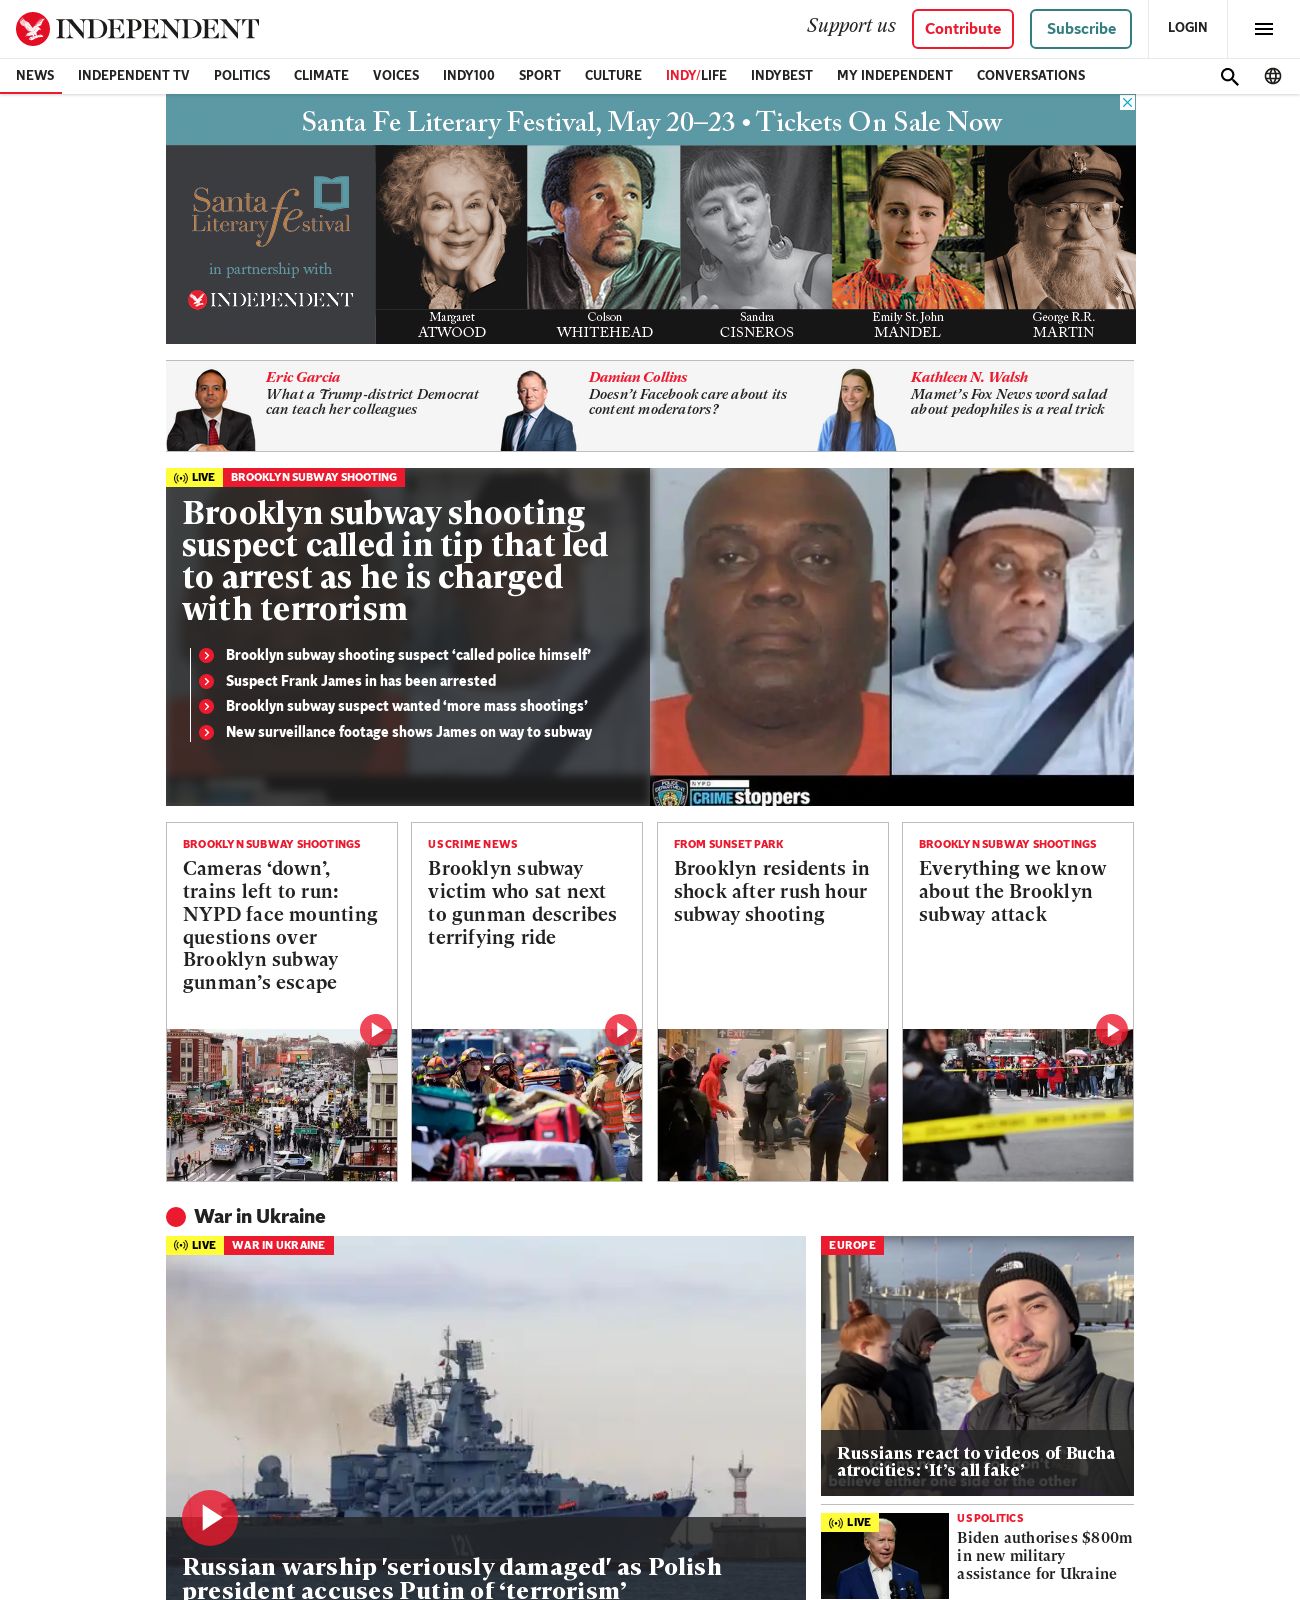 INDEPENDENT
Support us
Contribute
Subscribe
LOGIN
NEWS INDEPENDENT TV POLITICS CLIMATE VOICES INDY100 SPORT CULTURE INDY/LIFE INDYBEST MY INDEPENDENT CONVERSATIONS
Santa Fe Literary Festival, May 20–23 • Tickets On Sale Now
Santa fe
Literary Festival
in partnership with
INDEPENDENT
Margaret
ATWOOD
Colson
WHITEHEAD
Sandra
CISNEROS
Emily St. John
MANDEL
George R.R.
MARTIN
Eric Garcia
What a Trump-district Democrat
can teach her colleagues
Damian Collins
Doesn’t Facebook care about its
content moderators?
Kathleen N. Walsh
Mamet’s Fox News word salad
about pedophiles is a real trick
LIVE BROOKLYN SUBWAY SHOOTING
Brooklyn subway shooting
suspect called in tip that led
to arrest as he is charged
with terrorism
Brooklyn subway shooting suspect ‘called police himself’
Suspect Frank James in has been arrested
Brooklyn subway suspect wanted ‘more mass shootings’
New surveillance footage shows James on way to subway
NYPD
CRIMEstoppers
BROOKLYN SUBWAY SHOOTINGS
Cameras ‘down’,
trains left to run:
NYPD face mounting
questions over
Brooklyn subway
gunman’s escape
US CRIME NEWS
Brooklyn subway
victim who sat next
to gunman describes
terrifying ride
FROM SUNSET PARK
Brooklyn residents in
shock after rush hour
subway shooting
Exit
BROOKLYN SUBWAY SHOOTINGS
Everything we know
about the Brooklyn
subway attack
War in Ukraine
LIVE WAR IN UKRAINE
121
Russian warship 'seriously damaged' as Polish
president accuses Putin of ‘terrorism’
EUROPE
Russians react to videos of Bucha
atrocities: ‘It’s all fake’
believe either one side or the other
LIVE
US POLITICS
Biden authorises $800m
in new military
assistance for Ukraine